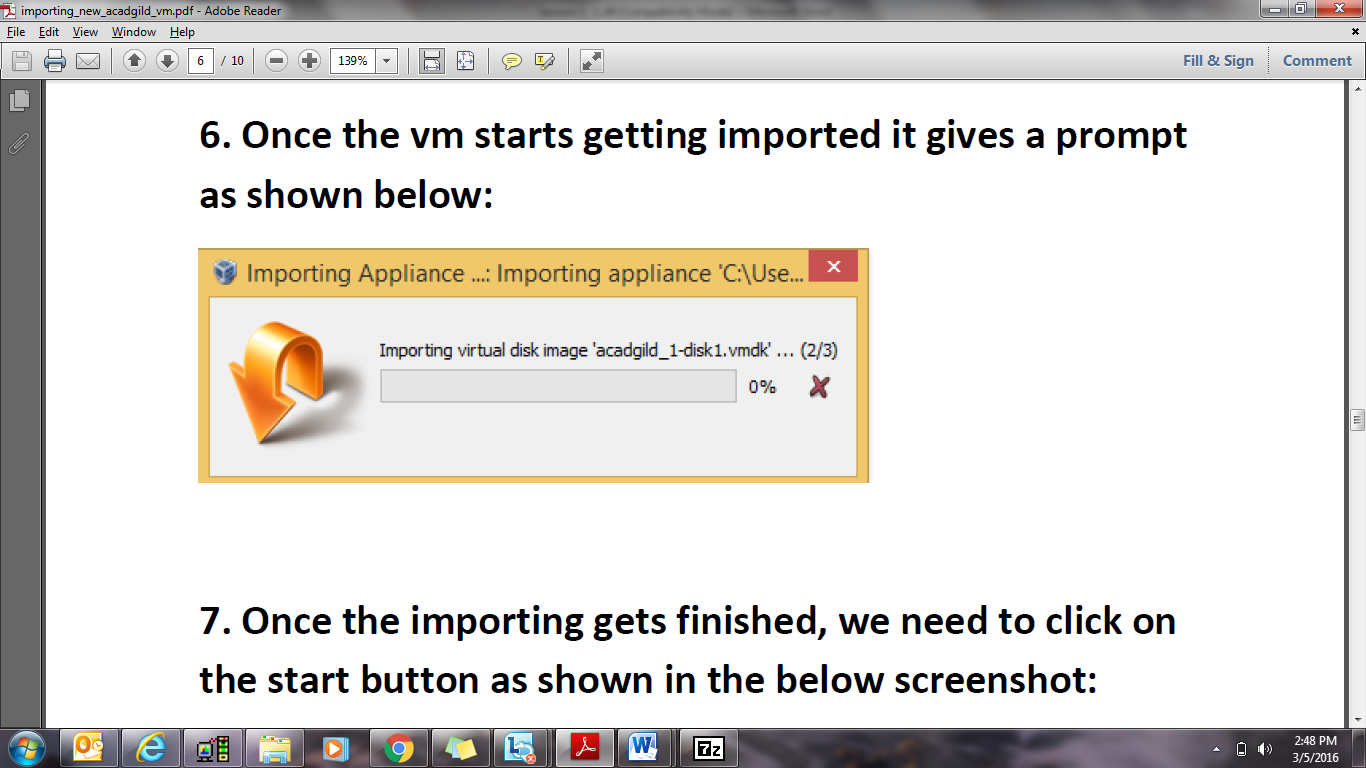 importing_new_acadgild_vm.pdf - Adobe Reader
File Edit View Window Help
6 / 10 139% Fill & Sign Comment
6. Once the vm starts getting imported it gives a prompt
as shown below:
Importing Appliance ...: Importing appliance 'C:\Use...
Importing virtual disk image 'acadgild_1-disk1.vmdk' ... (2/3)
0%
7. Once the importing gets finished, we need to click on
the start button as shown in the below screenshot:
2:48 PM
3/5/2016